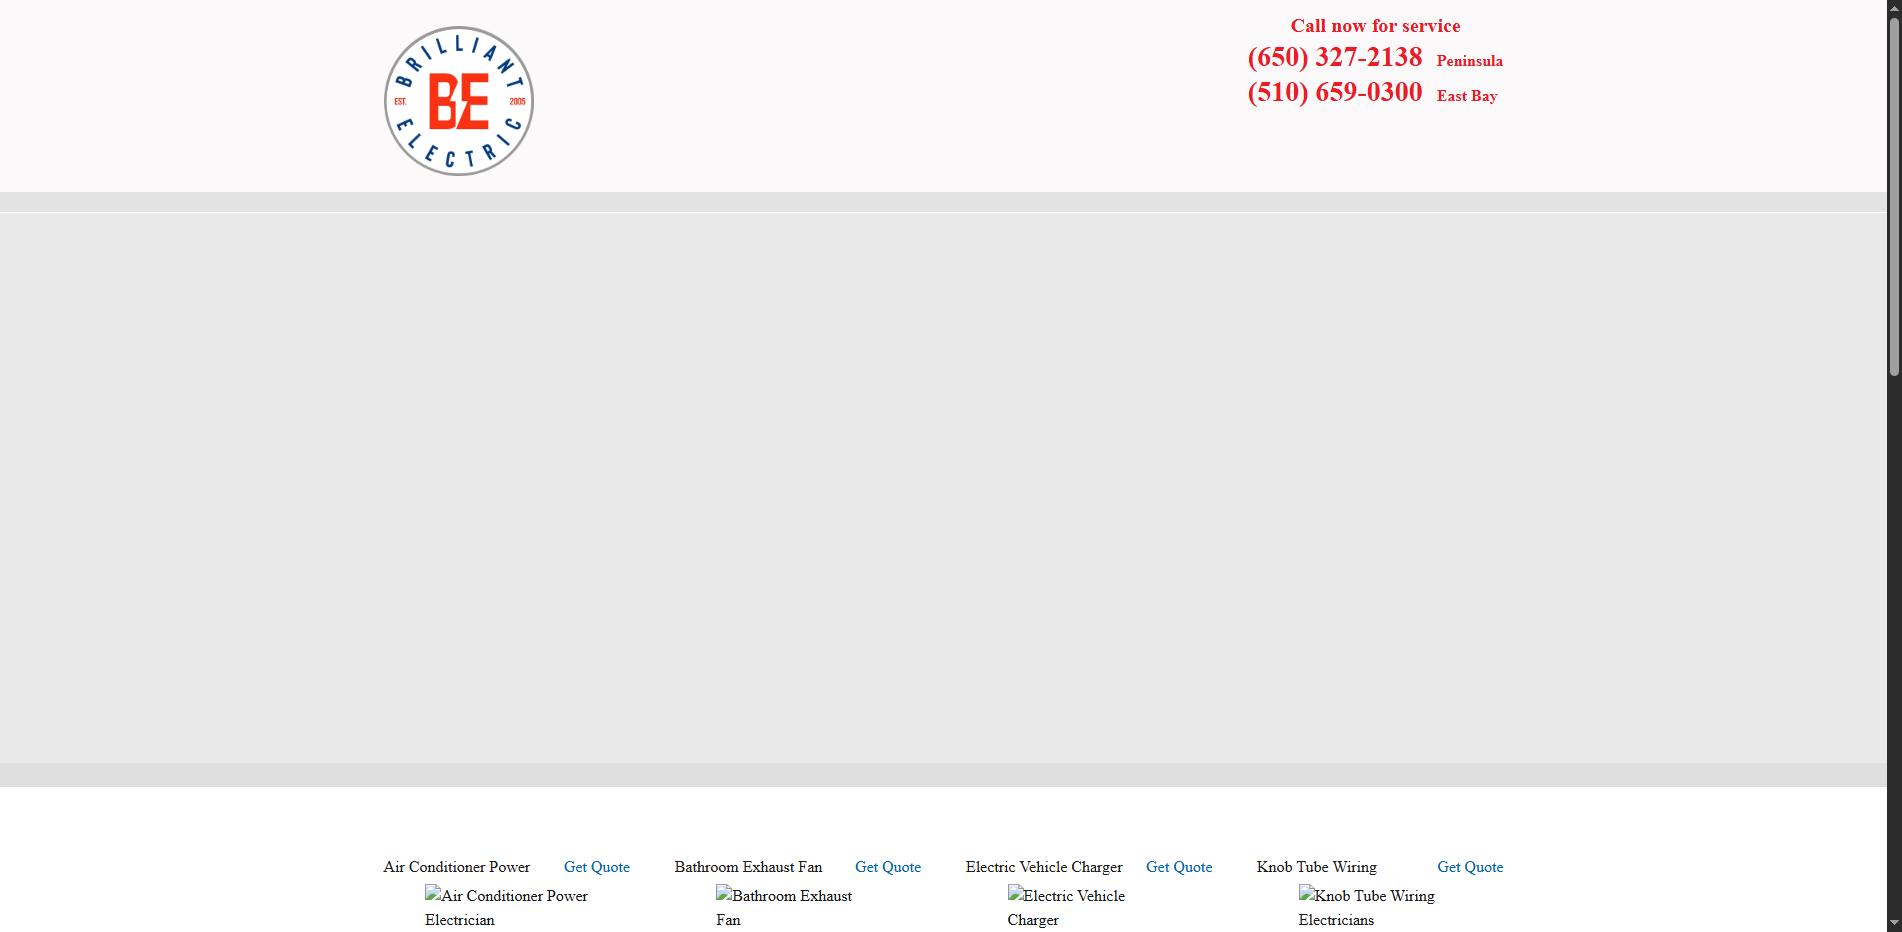 BRILLIANT
EST. BE 2005
ELECTRIC
Call now for service
(650) 327-2138 Peninsula
(510) 659-0300 East Bay
Air Conditioner Power Get Quote Bathroom Exhaust Fan Get Quote Electric Vehicle Charger Get Quote Knob Tube Wiring Get Quote
Air Conditioner Power Bathroom Exhaust Electric Vehicle Knob Tube Wiring
Electrician Fan Charger Electricians